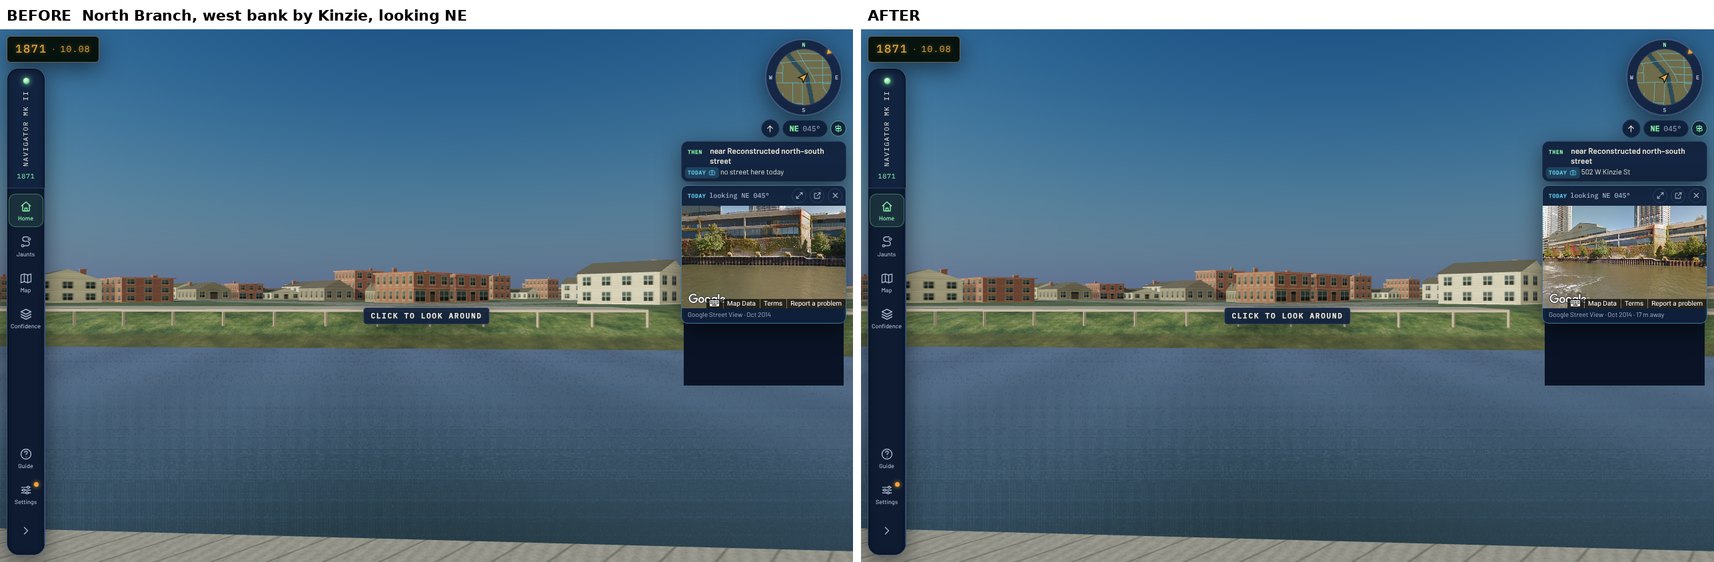 BEFORE North Branch, west bank by Kinzie, looking NE
1871 · 10.08
NAVIGATOR MK II
1871
Home
Jaunts
Map
Confidence
Guide
Settings
N
W
E
S
NE 045°
THEN near Reconstructed north-south
street
TODAY no street here today
TODAY looking NE 045°
Google
Map Data
Terms
Report a problem
Google Street View · Oct 2014
CLICK TO LOOK AROUND
AFTER
1871 · 10.08
NAVIGATOR MK II
1871
Home
Jaunts
Map
Confidence
Guide
Settings
N
W
E
S
NE 045°
THEN near Reconstructed north-south
street
TODAY 502 W Kinzie St
TODAY looking NE 045°
Google
Map Data
Terms
Report a problem
Google Street View · Oct 2014 · 17 m away
CLICK TO LOOK AROUND